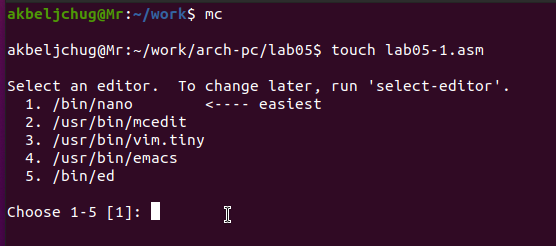 akbeljchug@Mr:~/work$ mc
akbeljchug@Mr:~/work/arch-pc/lab05$ touch lab05-1.asm
Select an editor.  To change later, run 'select-editor'.
  1. /bin/nano        <---- easiest
  2. /usr/bin/mcedit
  3. /usr/bin/vim.tiny
  4. /usr/bin/emacs
  5. /bin/ed
Choose 1-5 [1]: